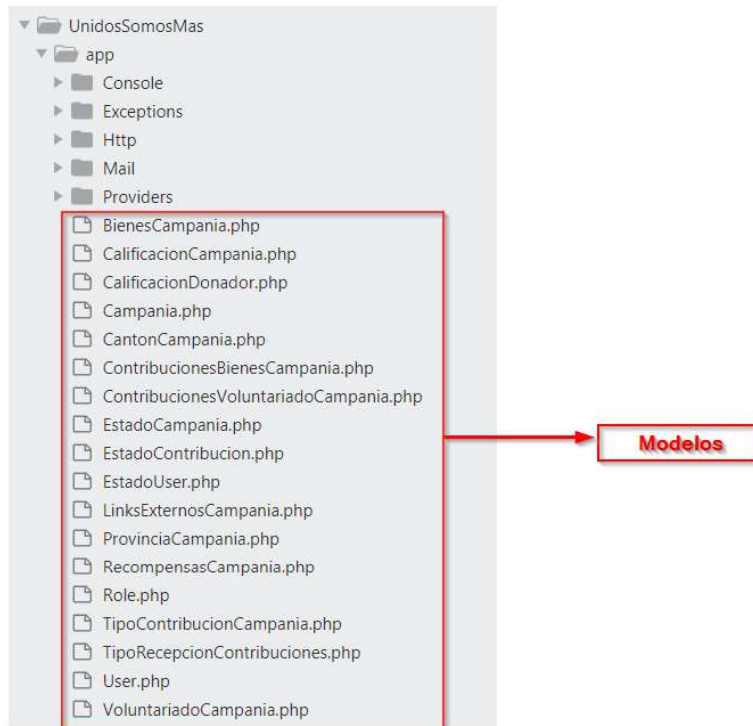 UnidosSomosMas
app
Console
Exceptions
Http
Mail
Providers
BienesCampania.php
CalificacionCampania.php
CalificacionDonador.php
Campania.php
CantonCampania.php
ContribucionesBienesCampania.php
ContribucionesVoluntariadoCampania.php
EstadoCampania.php
EstadoContribucion.php
EstadoUser.php
LinksExternosCampania.php
ProvinciaCampania.php
RecompensasCampania.php
Role.php
TipoContribucionCampania.php
TipoRecepcionContribuciones.php
User.php
VoluntariadoCampania.php
Modelos